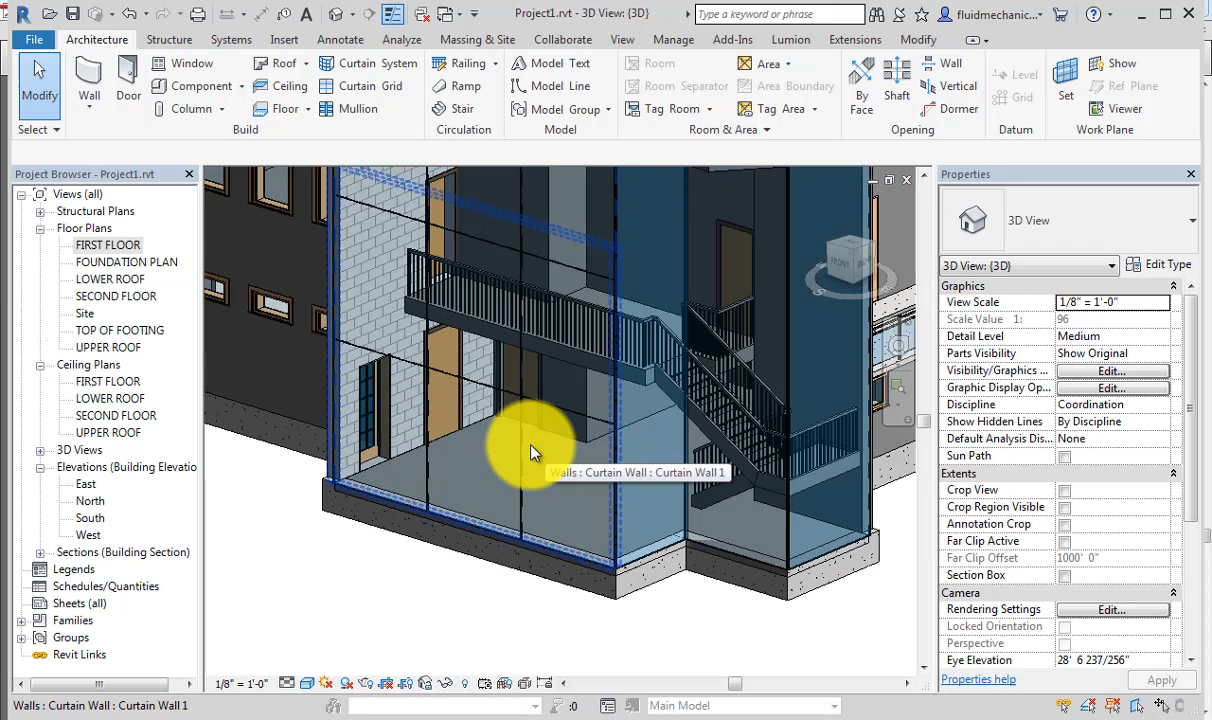 Project1.rvt - 3D View: {3D}
Type a keyword or phrase
fluidmechanic...
File
Architecture
Structure
Systems
Insert
Annotate
Analyze
Massing & Site
Collaborate
View
Manage
Add-Ins
Lumion
Extensions
Modify
Modify
Wall
Door
Window
Component
Column
Roof
Ceiling
Floor
Curtain System
Curtain Grid
Mullion
Railing
Ramp
Stair
Model Text
Model Line
Model Group
Room
Room Separator
Tag Room
Area
Area Boundary
Tag Area
By Face
Shaft
Wall
Vertical
Dormer
Level
Grid
Set
Show
Ref Plane
Viewer
Select
Build
Circulation
Model
Room & Area
Opening
Datum
Work Plane
Project Browser - Project1.rvt
Views (all)
Structural Plans
Floor Plans
FIRST FLOOR
FOUNDATION PLAN
LOWER ROOF
SECOND FLOOR
Site
TOP OF FOOTING
UPPER ROOF
Ceiling Plans
FIRST FLOOR
LOWER ROOF
SECOND FLOOR
UPPER ROOF
3D Views
Elevations (Building Elevatio
East
North
South
West
Sections (Building Section)
Legends
Schedules/Quantities
Sheets (all)
Families
Groups
Revit Links
FRONT
Walls : Curtain Wall : Curtain Wall 1
Properties
3D View
3D View: {3D}
Edit Type
Graphics
View Scale 1/8" = 1'-0"
Scale Value 1: 96
Detail Level Medium
Parts Visibility Show Original
Visibility/Graphics ... Edit...
Graphic Display Op... Edit...
Discipline Coordination
Show Hidden Lines By Discipline
Default Analysis Dis... None
Sun Path
Extents
Crop View
Crop Region Visible
Annotation Crop
Far Clip Active
Far Clip Offset 1000' 0"
Section Box
Camera
Rendering Settings Edit...
Locked Orientation
Perspective
Eye Elevation 28' 6 237/256"
Properties help
Apply
1/8" = 1'-0"
Walls : Curtain Wall : Curtain Wall 1
:0
Main Model